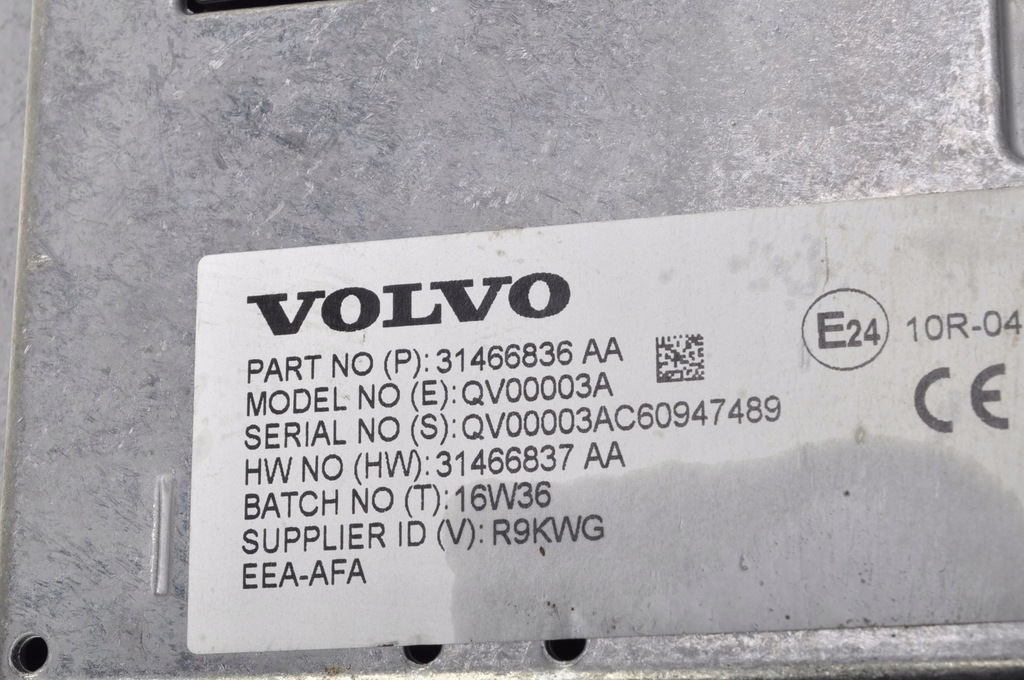 VOLVO
PART NO (P): 31466836 AA
MODEL NO (E): QV00003A
SERIAL NO (S): QV00003AC60947489
HW NO (HW): 31466837 AA
BATCH NO (T): 16W36
SUPPLIER ID (V): R9KWG
EEA-AFA
E24 10R-04
CE